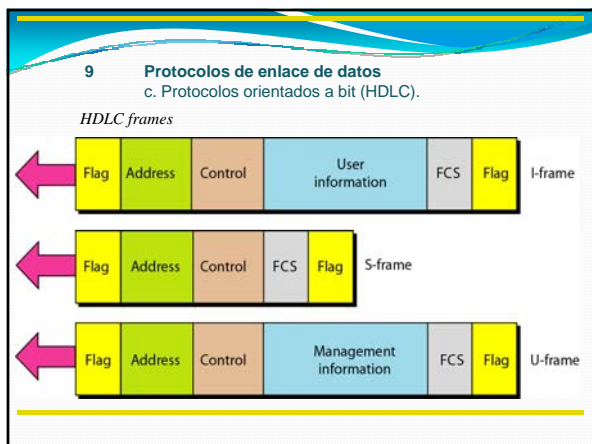 9 Protocolos de enlace de datos
c. Protocolos orientados a bit (HDLC).
HDLC frames
Flag Address Control User information FCS Flag I-frame
Flag Address Control FCS Flag S-frame
Flag Address Control Management information FCS Flag U-frame